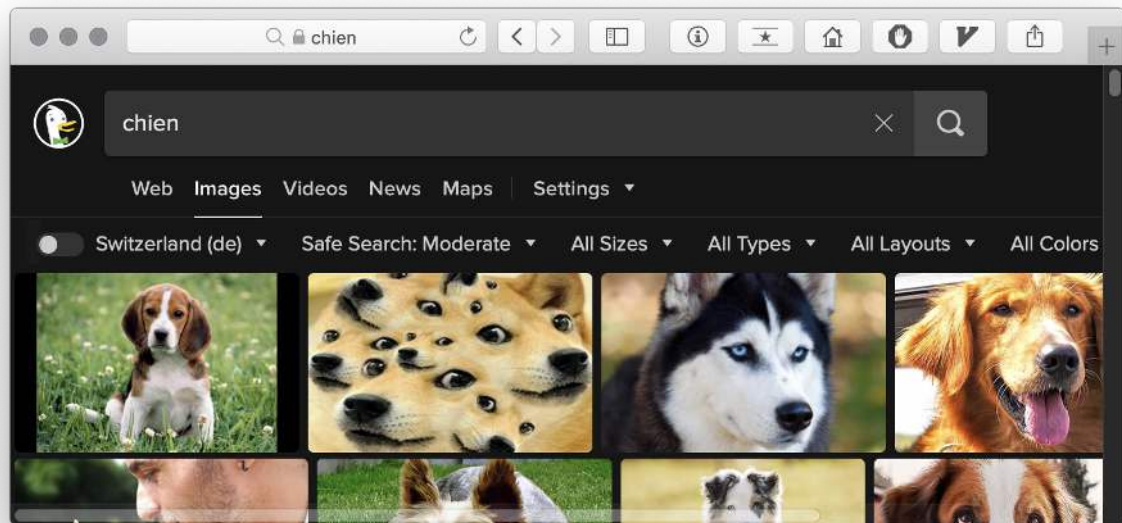 chien
chien
Web Images Videos News Maps Settings
Switzerland (de) Safe Search: Moderate All Sizes All Types All Layouts All Colors